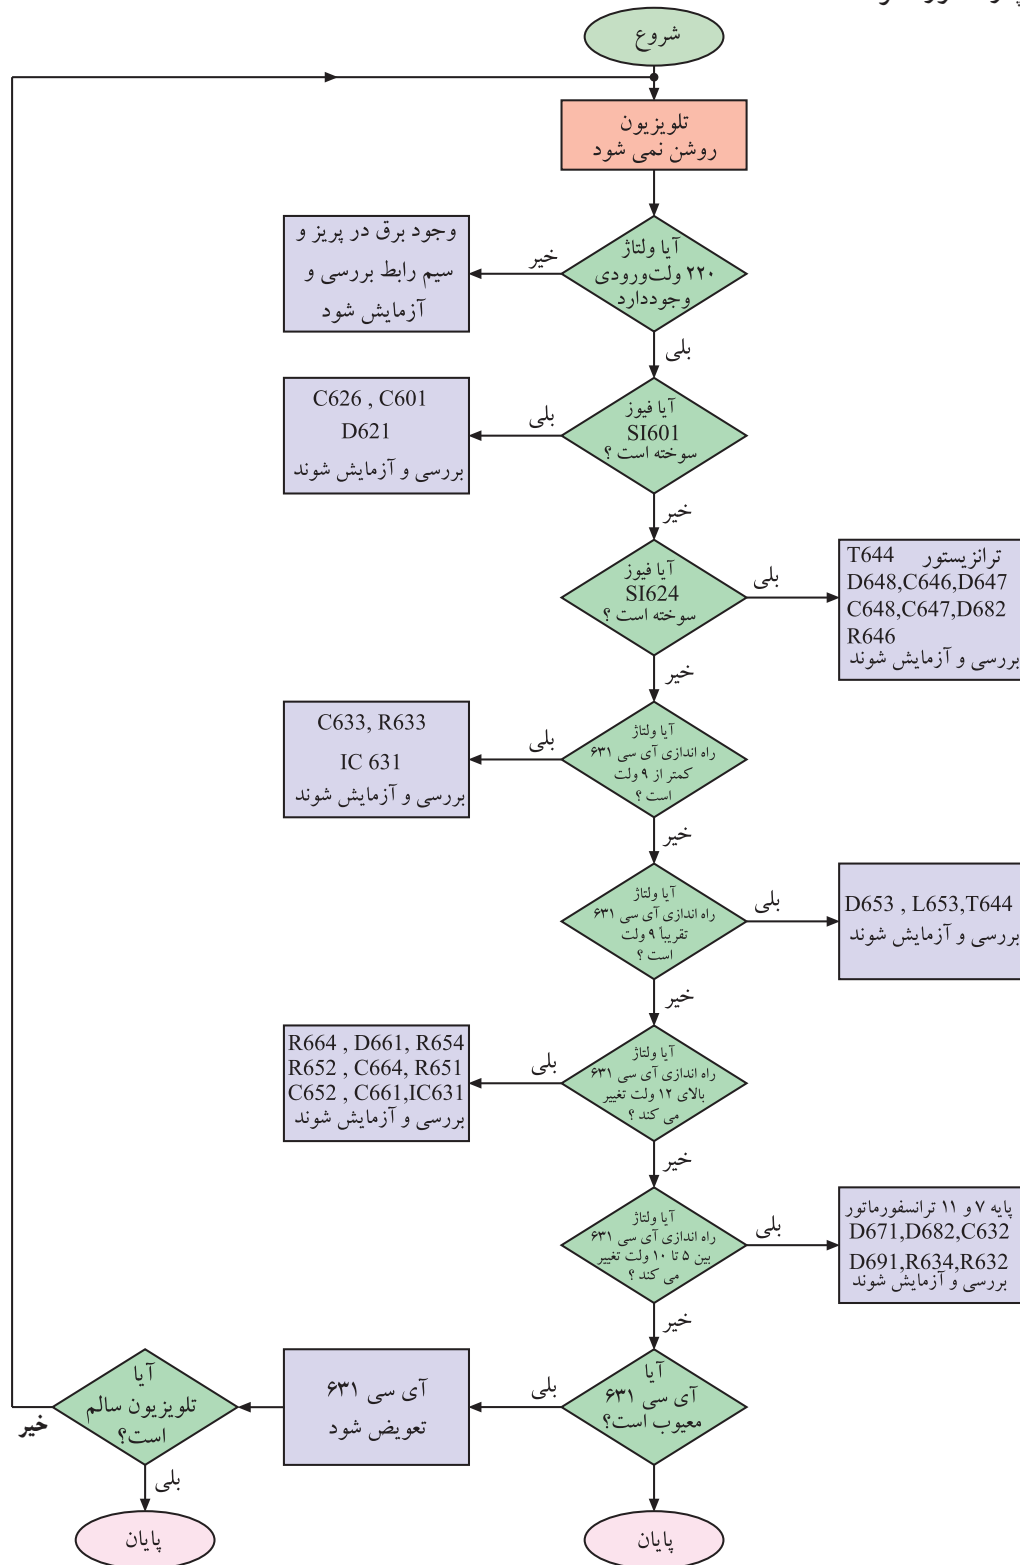 شروع
تلویزیون
روشن نمی شود
آیا ولتاژ
۲۲۰ ولت‌ورودی
وجوددارد
خیر
وجود برق در پریز و
سیم رابط بررسی و
آزمایش شود
بلی
آیا فیوز
SI601
سوخته است ؟
بلی
C626 , C601
D621
بررسی و آزمایش شوند
خیر
آیا فیوز
SI624
سوخته است ؟
بلی
ترانزیستور T644
D648,C646,D647
C648,C647,D682
R646
بررسی و آزمایش شوند
خیر
آیا ولتاژ
راه اندازی آی سی ۶۳۱
کمتر از ۹ ولت
است ؟
بلی
C633, R633
IC 631
بررسی و آزمایش شوند
خیر
آیا ولتاژ
راه اندازی آی سی ۶۳۱
تقریباً ۹ ولت
است ؟
بلی
D653 , L653,T644
بررسی و آزمایش شوند
خیر
آیا ولتاژ
راه اندازی آی سی ۶۳۱
بالای ۱۲ ولت تغییر
می کند ؟
بلی
R664 , D661, R654
R652 , C664, R651
C652 , C661,IC631
بررسی و آزمایش شوند
خیر
آیا ولتاژ
راه اندازی آی سی ۶۳۱
بین ۵ تا ۱۰ ولت تغییر
می کند ؟
بلی
پایه ۷ و ۱۱ ترانسفورماتور
D671,D682,C632
D691,R634,R632
بررسی و آزمایش شوند
خیر
آیا
آی سی ۶۳۱
معیوب است؟
بلی
آی سی ۶۳۱
تعویض شود
آیا
تلویزیون سالم
است؟
خیر
بلی
پایان
پایان